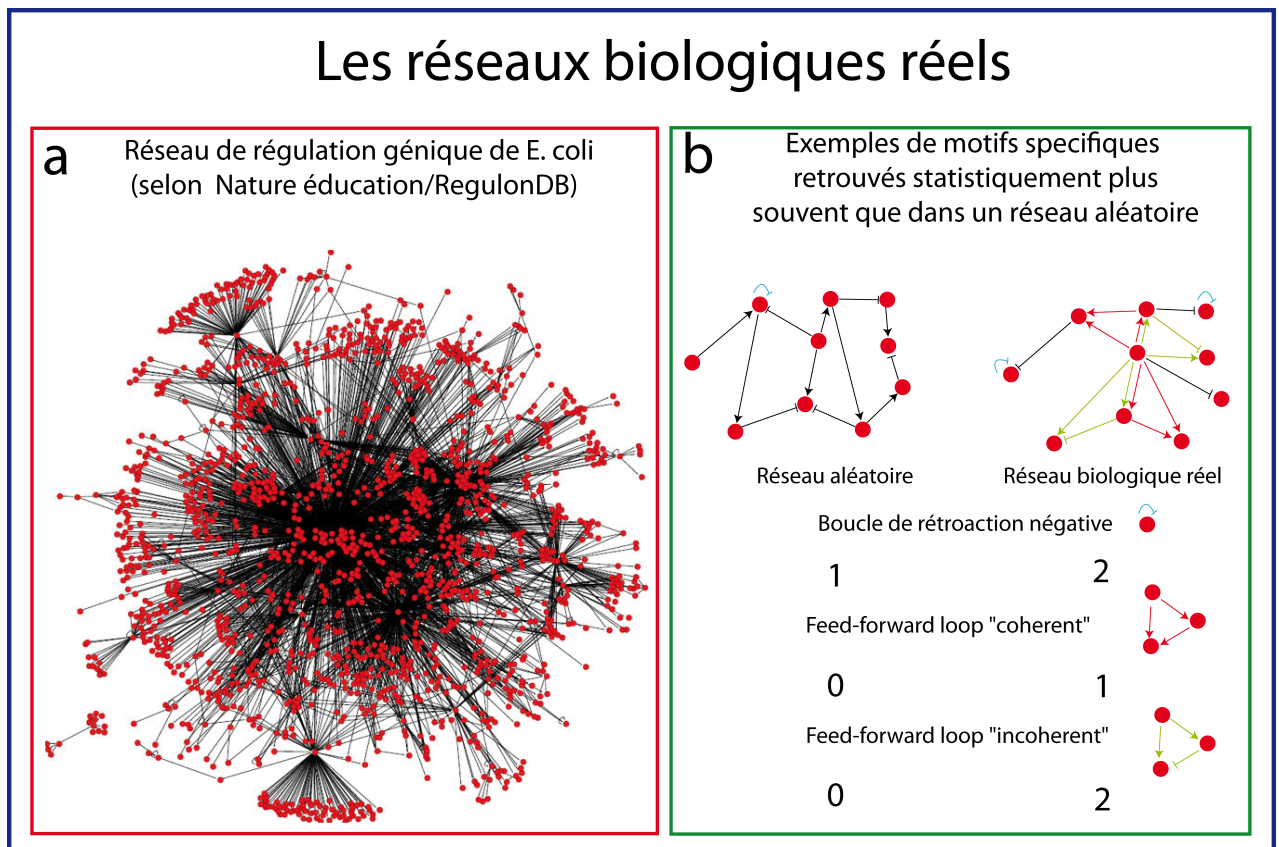 Les réseaux biologiques réels
a
Réseau de régulation génique de E. coli
(selon Nature éducation/RegulonDB)
b
Exemples de motifs specifiques
retrouvés statistiquement plus
souvent que dans un réseau aléatoire
Réseau aléatoire
Réseau biologique réel
Boucle de rétroaction négative
1
2
Feed-forward loop "coherent"
0
1
Feed-forward loop "incoherent"
0
2